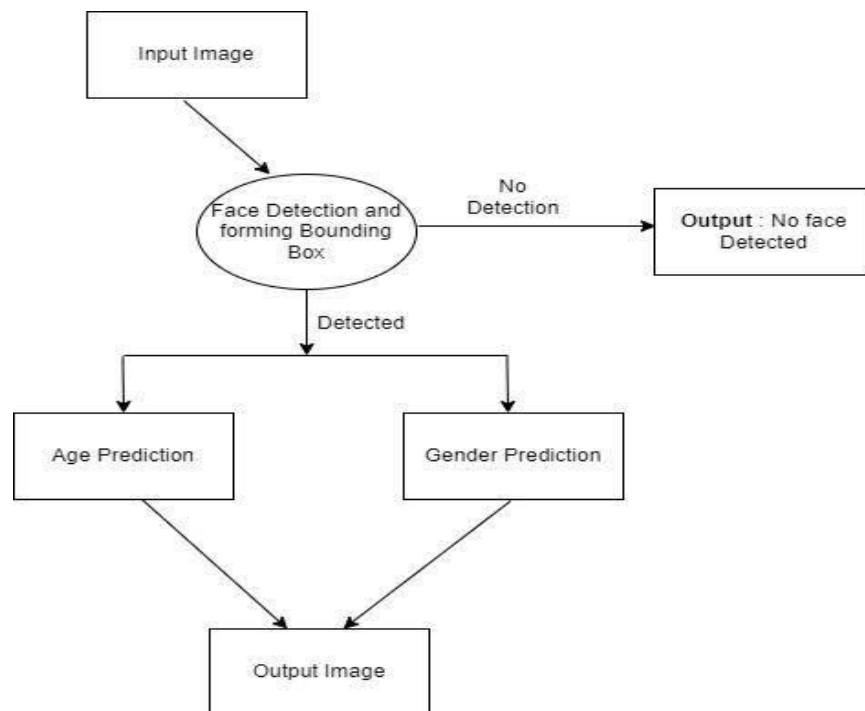 Input Image
Face Detection and
forming Bounding
Box
No
Detection
Output : No face
Detected
Detected
Age Prediction
Gender Prediction
Output Image